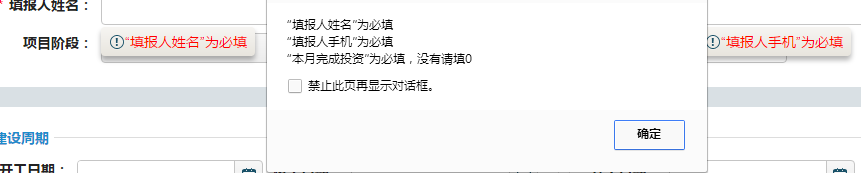 * 填报人姓名：
“填报人姓名”为必填
“填报人手机”为必填
“本月完成投资”为必填，没有请填0
项目阶段：
“填报人姓名”为必填
“填报人手机”为必填
禁止此页再显示对话框。
确定
建设周期
开工日期：